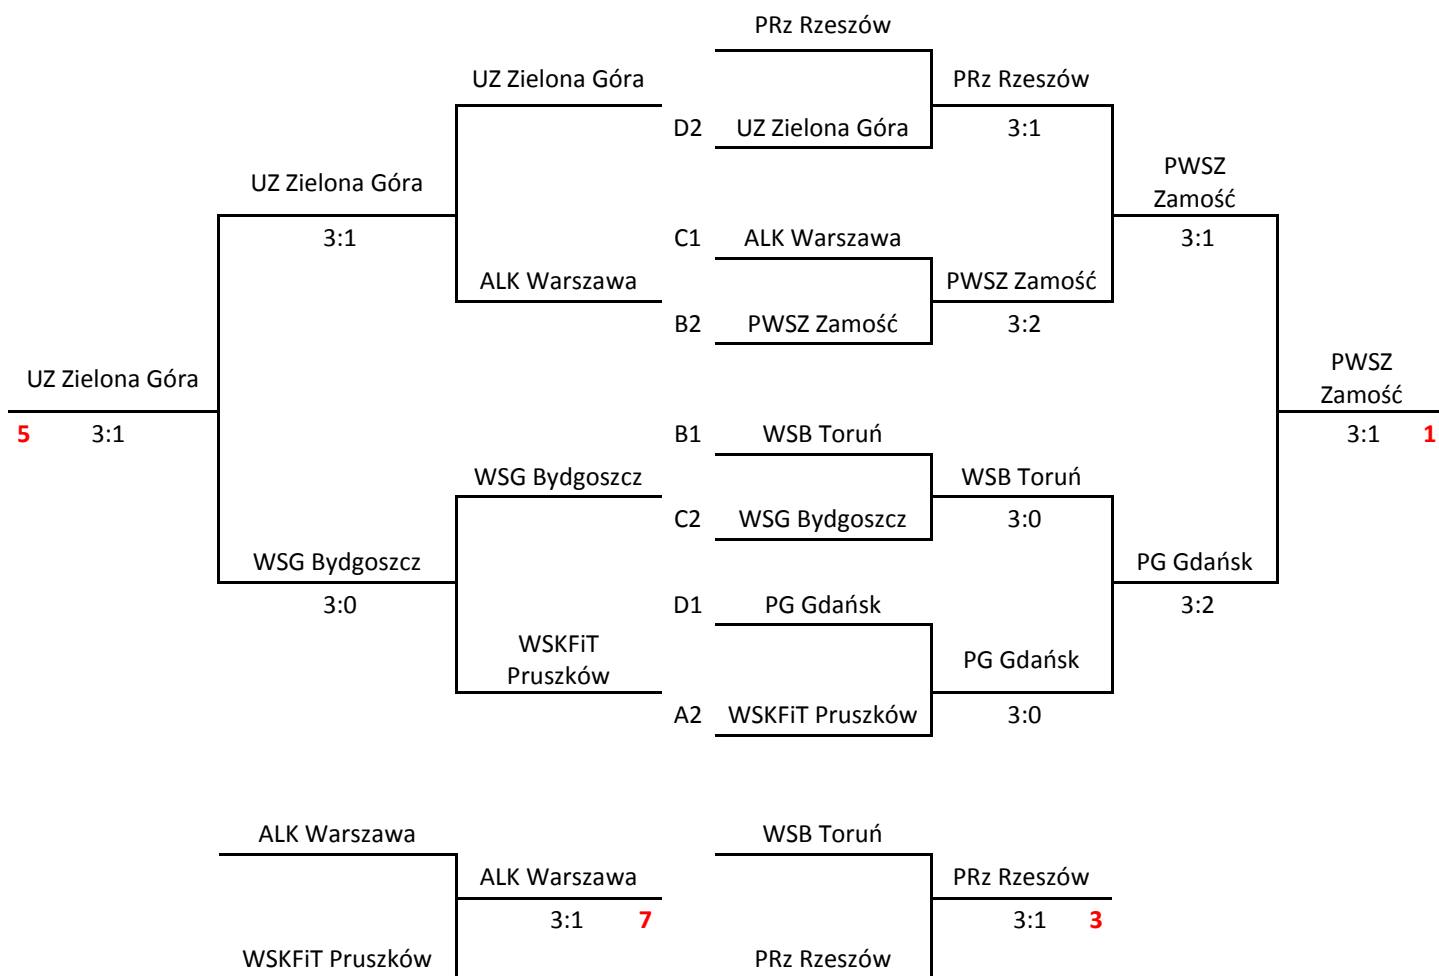 PRz Rzeszów
UZ Zielona Góra
PRz Rzeszów
D2
UZ Zielona Góra
3:1
UZ Zielona Góra
PWSZ
Zamość
3:1
C1
ALK Warszawa
3:1
ALK Warszawa
PWSZ Zamość
B2
PWSZ Zamość
3:2
UZ Zielona Góra
PWSZ
Zamość
5
3:1
B1
WSB Toruń
3:1
1
WSG Bydgoszcz
WSB Toruń
C2
WSG Bydgoszcz
3:0
WSG Bydgoszcz
PG Gdańsk
3:0
D1
PG Gdańsk
3:2
WSKFiT
Pruszków
PG Gdańsk
A2
WSKFiT Pruszków
3:0
ALK Warszawa
WSB Toruń
ALK Warszawa
PRz Rzeszów
3:1
7
3:1
3
WSKFiT Pruszków
PRz Rzeszów